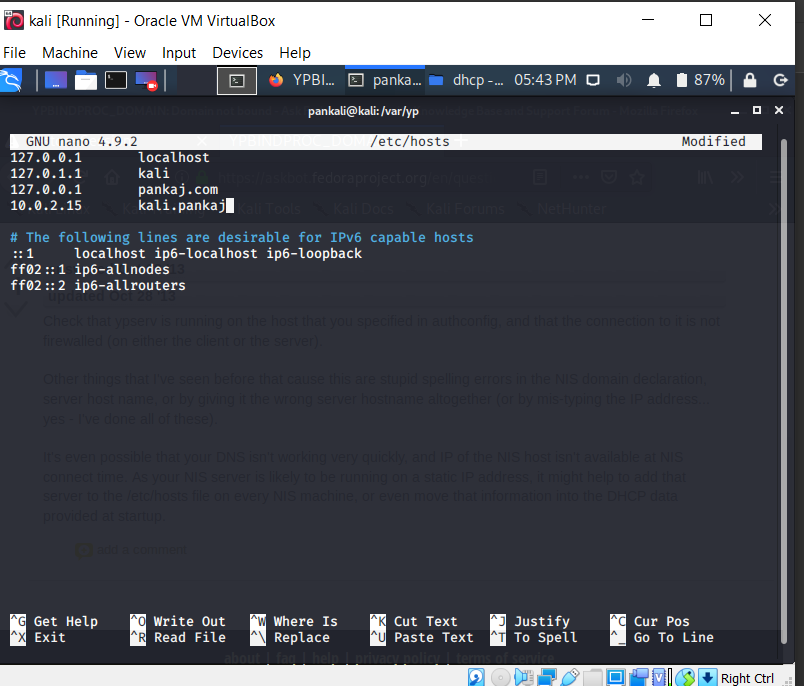 kali [Running] - Oracle VM VirtualBox
File Machine View Input Devices Help
YPBI... panka... dhcp -... 05:43 PM 87%
pankali@kali: /var/yp
GNU nano 4.9.2 /etc/hosts Modified
127.0.0.1 localhost
127.0.1.1 kali
127.0.0.1 pankaj.com
10.0.2.15 kali.pankaj
# The following lines are desirable for IPv6 capable hosts
::1 localhost ip6-localhost ip6-loopback
ff02::1 ip6-allnodes
ff02::2 ip6-allrouters
updated Oct 28 '13
Check that ypserv is running on the host that you specified in authconfig, and that the connection to it is not
firewalled (on either the client or the server).
Other things that I've seen before that cause this are stupid spelling errors in the NIS domain declaration,
server host name, or by giving it the wrong server hostname altogether (or by mis-typing the IP address...
yes - I've done all of these)
It's even possible that your DNS isn't working very quickly, and IP of the NIS host isn't available at NIS
connect time. As your NIS server is likely to be running on a static IP address, it might help to add that
server to the /etc/hosts file on every NIS machine, or even move that information into the DHCP data
provided at startup.
add a comment
^G Get Help ^O Write Out ^W Where Is ^K Cut Text ^J Justify ^C Cur Pos
^X Exit ^R Read File ^\ Replace ^U Paste Text ^T To Spell ^_ Go To Line
about | faq | help | privacy policy | terms of service
Right Ctrl